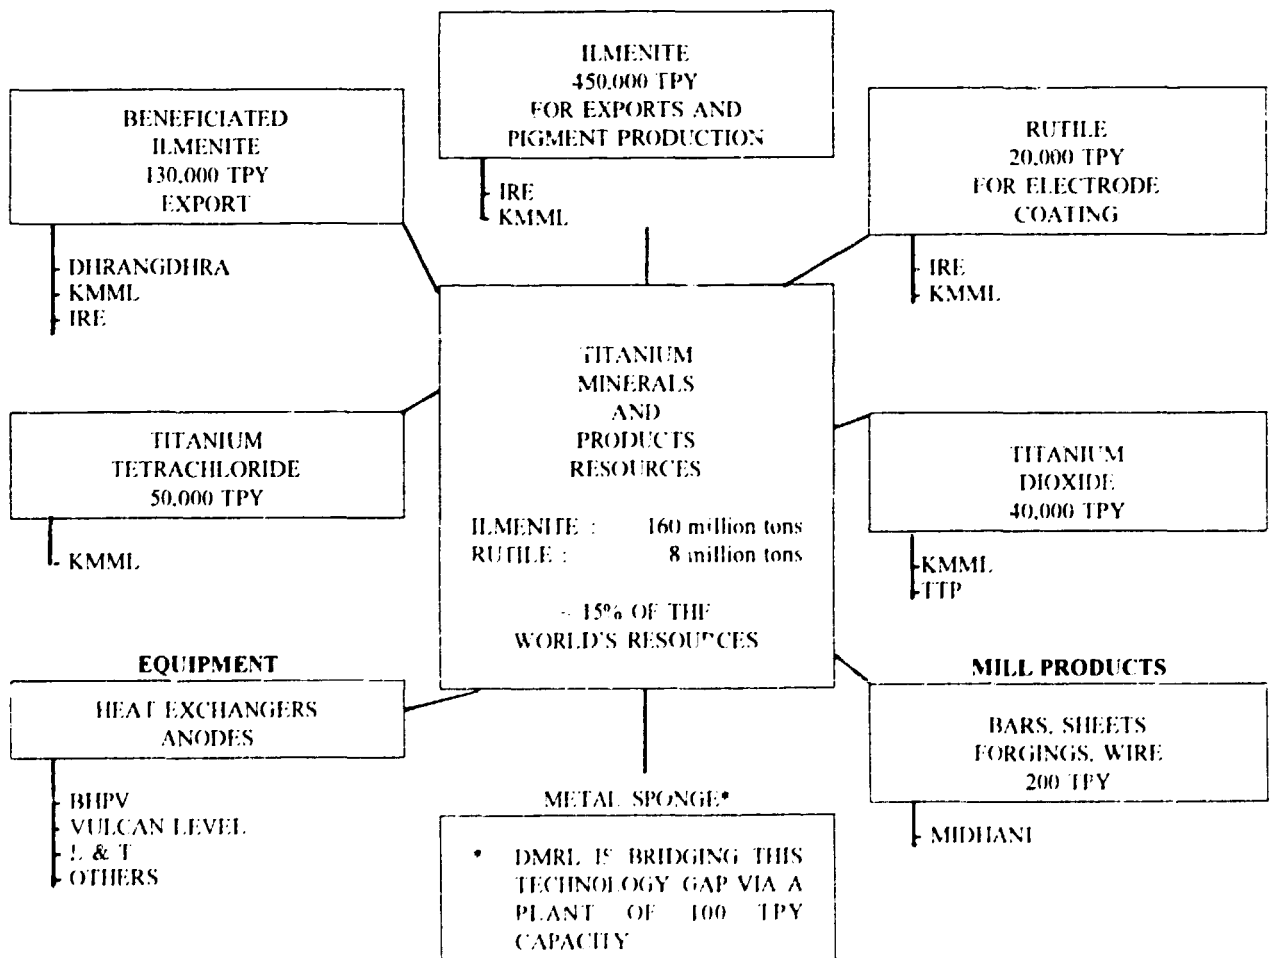 ILMENITE
450,000 TPY
FOR EXPORTS AND
PIGMENT PRODUCTION
- IRE
- KMML
BENEFICIATED
ILMENITE
130,000 TPY
EXPORT
- DHRANGDHRA
- KMML
- IRE
RUTILE
20,000 TPY
FOR ELECTRODE
COATING
- IRE
- KMML
TITANIUM
MINERALS
AND
PRODUCTS
RESOURCES
ILMENITE : 160 million tons
RUTILE : 8 million tons
~ 15% OF THE
WORLD'S RESOURCES
TITANIUM
TETRACHLORIDE
50,000 TPY
- KMML
TITANIUM
DIOXIDE
40,000 TPY
- KMML
- TTP
EQUIPMENT
HEAT EXCHANGERS
ANODES
- BHPV
- VULCAN LEVEL
- L & T
- OTHERS
METAL SPONGE*
* DMRL IS BRIDGING THIS
TECHNOLOGY GAP VIA A
PLANT OF 100 TPY
CAPACITY
MILL PRODUCTS
BARS, SHEETS
FORGINGS, WIRE
200 TPY
- MIDHANI